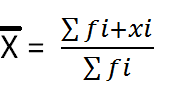 X̅ = ∑ fi+xi / ∑ fi